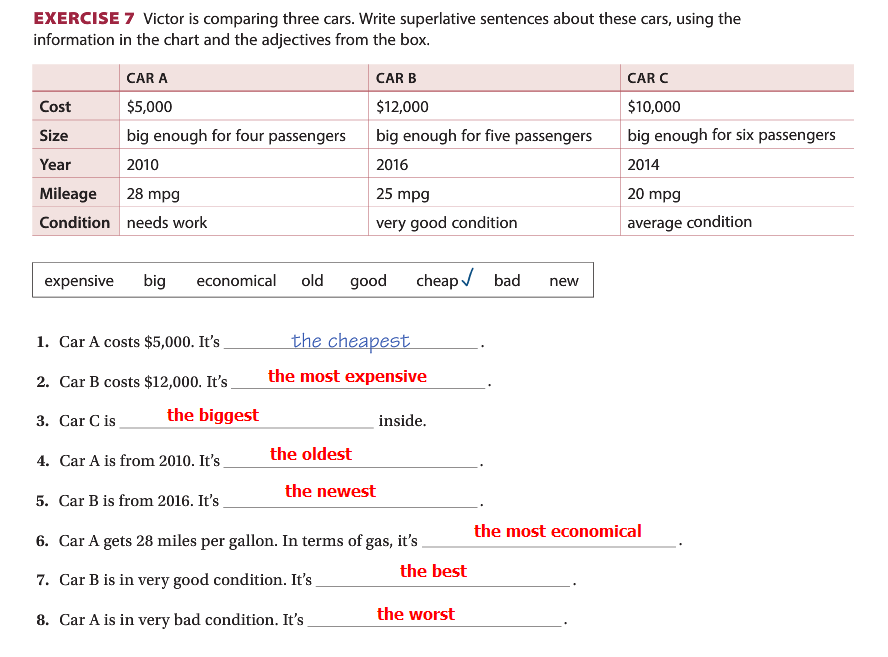 EXERCISE 7 Victor is comparing three cars. Write superlative sentences about these cars, using the
information in the chart and the adjectives from the box.
CAR A CAR B CAR C
Cost $5,000 $12,000 $10,000
Size big enough for four passengers big enough for five passengers big enough for six passengers
Year 2010 2016 2014
Mileage 28 mpg 25 mpg 20 mpg
Condition needs work very good condition average condition
expensive big economical old good cheap✓ bad new
1. Car A costs $5,000. It's the cheapest.
2. Car B costs $12,000. It's the most expensive.
3. Car C is the biggest inside.
4. Car A is from 2010. It's the oldest.
5. Car B is from 2016. It's the newest.
6. Car A gets 28 miles per gallon. In terms of gas, it's the most economical.
7. Car B is in very good condition. It's the best.
8. Car A is in very bad condition. It's the worst.